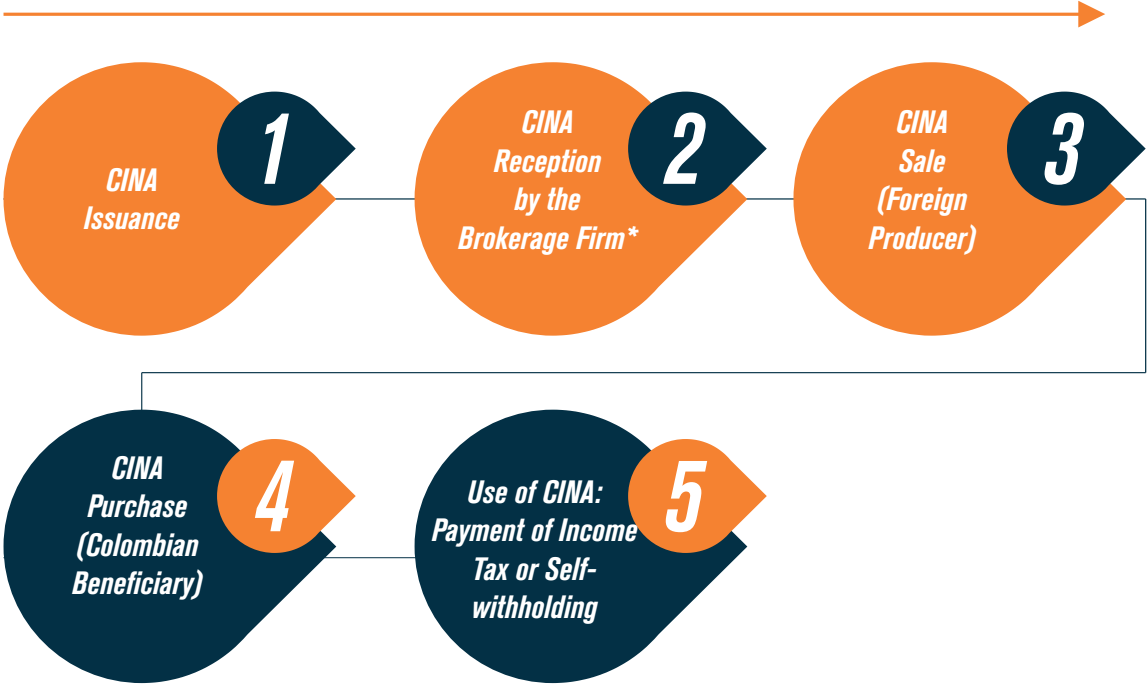 CINA
Issuance
1
CINA
Reception
by the
Brokerage Firm*
2
CINA
Sale
(Foreign
Producer)
3
CINA
Purchase
(Colombian
Beneficiary)
4
Use of CINA:
Payment of Income
Tax or Self-
withholding
5